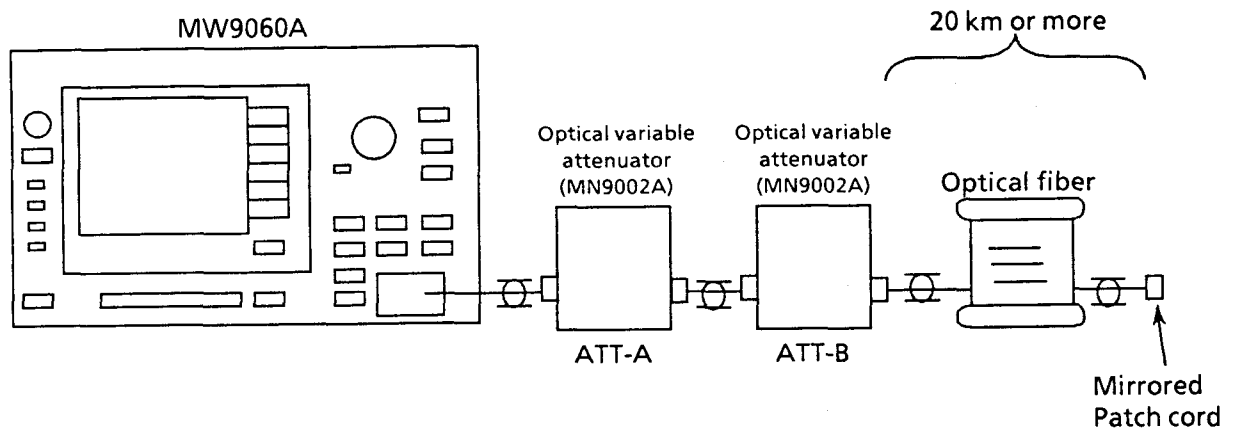 MW9060A
20 km or more
Optical variable
attenuator
(MN9002A)
Optical variable
attenuator
(MN9002A)
Optical fiber
ATT-A
ATT-B
Mirrored
Patch cord